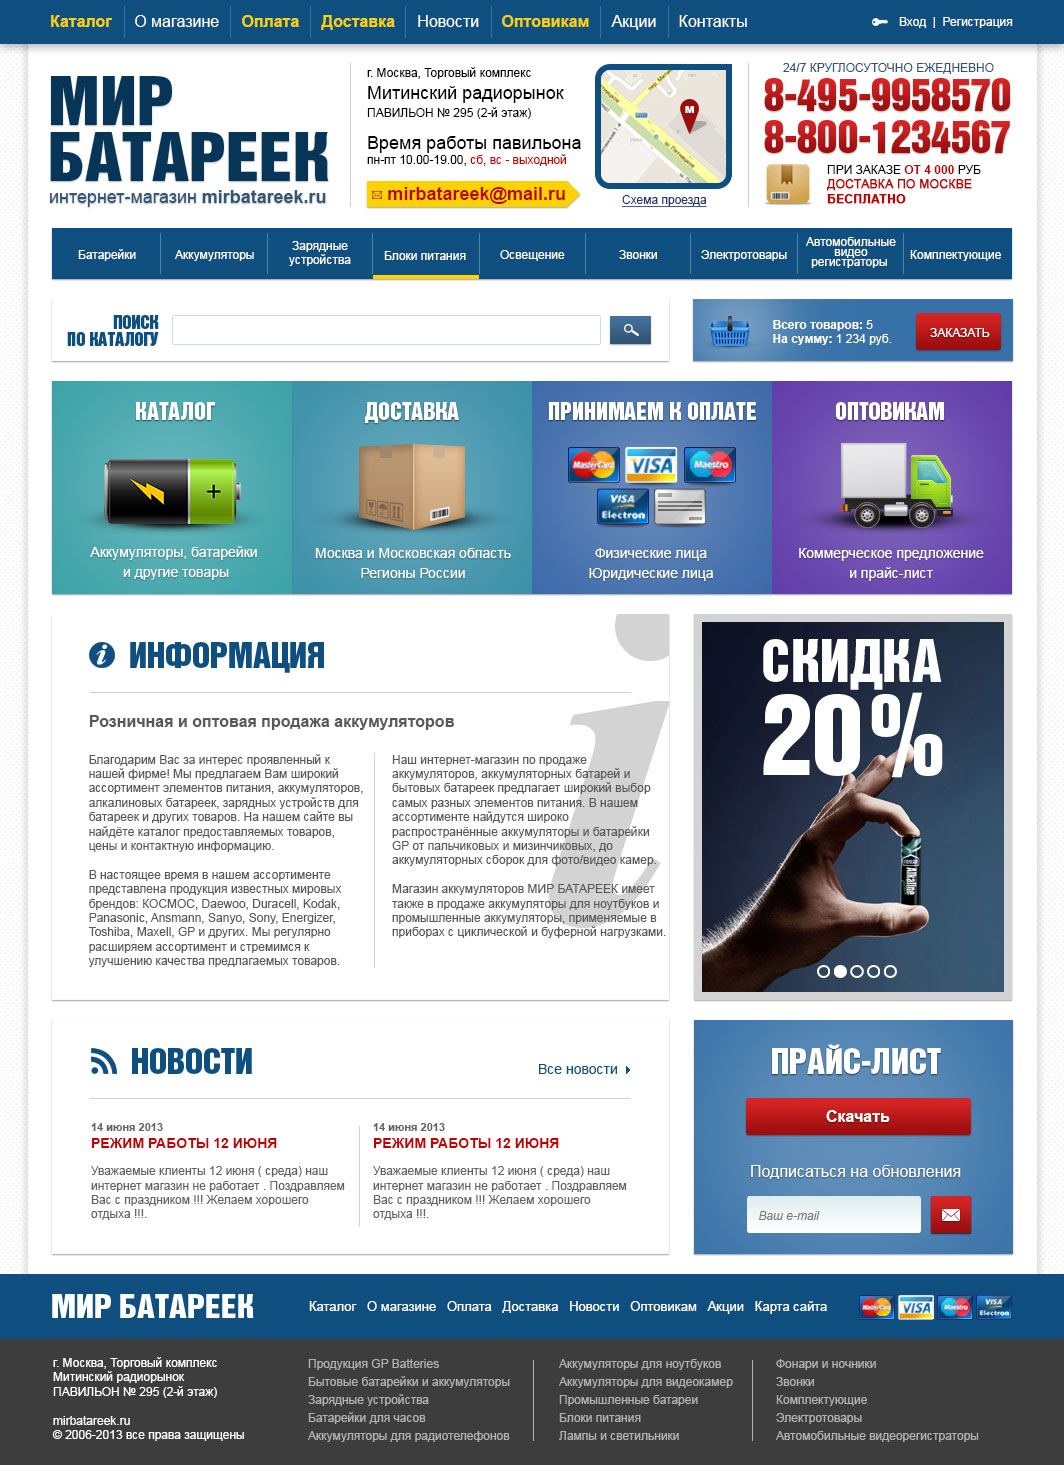 Каталог О магазине Оплата Доставка Новости Оптовикам Акции Контакты Вход | Регистрация
МИР
БАТАРЕЕК
интернет-магазин mirbatareek.ru
г. Москва, Торговый комплекс
Митинский радиорынок
ПАВИЛЬОН № 295 (2-й этаж)
Время работы павильона
пн-пт 10.00-19.00, сб, вс - выходной
mirbatareek@mail.ru
М
Схема проезда
24/7 КРУГЛОСУТОЧНО ЕЖЕДНЕВНО
8-495-9958570
8-800-1234567
ПРИ ЗАКАЗЕ ОТ 4 000 РУБ
ДОСТАВКА ПО МОСКВЕ
БЕСПЛАТНО
Батарейки
Аккумуляторы
Зарядные
устройства
Блоки питания
Освещение
Звонки
Электротовары
Автомобильные
видео
регистраторы
Комплектующие
ПОИСК
ПО КАТАЛОГУ
Всего товаров: 5
На сумму: 1 234 руб.
ЗАКАЗАТЬ
КАТАЛОГ
Аккумуляторы, батарейки
и другие товары
ДОСТАВКА
Москва и Московская область
Регионы России
ПРИНИМАЕМ К ОПЛАТЕ
MasterCard VISA Maestro
VISA
Electron
Физические лица
Юридические лица
ОПТОВИКАМ
Коммерческое предложение
и прайс-лист
i ИНФОРМАЦИЯ
Розничная и оптовая продажа аккумуляторов
Благодарим Вас за интерес проявленный к
нашей фирме! Мы предлагаем Вам широкий
ассортимент элементов питания, аккумуляторов,
алкалиновых батареек, зарядных устройств для
батареек и других товаров. На нашем сайте вы
найдёте каталог предоставляемых товаров,
цены и контактную информацию.
В настоящее время в нашем ассортименте
представлена продукция известных мировых
брендов: КОСМОС, Daewoo, Duracell, Kodak,
Panasonic, Ansmann, Sanyo, Sony, Energizer,
Toshiba, Maxell, GP и других. Мы регулярно
расширяем ассортимент и стремимся к
улучшению качества предлагаемых товаров.
Наш интернет-магазин по продаже
аккумуляторов, аккумуляторных батарей и
бытовых батареек предлагает широкий выбор
самых разных элементов питания. В нашем
ассортименте найдутся широко
распространённые аккумуляторы и батарейки
GP от пальчиковых и мизинчиковых, до
аккумуляторных сборок для фото/видео камер.
Магазин аккумуляторов МИР БАТАРЕЕК имеет
также в продаже аккумуляторы для ноутбуков и
промышленные аккумуляторы, применяемые в
приборах с циклической и буферной нагрузками.
СКИДКА
20%
Alkaline
НОВОСТИ
Все новости
14 июня 2013
РЕЖИМ РАБОТЫ 12 ИЮНЯ
Уважаемые клиенты 12 июня ( среда) наш
интернет магазин не работает . Поздравляем
Вас с праздником !!! Желаем хорошего
отдыха !!!.
14 июня 2013
РЕЖИМ РАБОТЫ 12 ИЮНЯ
Уважаемые клиенты 12 июня ( среда) наш
интернет магазин не работает . Поздравляем
Вас с праздником !!! Желаем хорошего
отдыха !!!.
ПРАЙС-ЛИСТ
Скачать
Подписаться на обновления
Ваш e-mail
МИР БАТАРЕЕК
Каталог О магазине Оплата Доставка Новости Оптовикам Акции Карта сайта
MasterCard VISA Maestro VISA
Electron
г. Москва, Торговый комплекс
Митинский радиорынок
ПАВИЛЬОН № 295 (2-й этаж)
mirbatareek.ru
© 2006-2013 все права защищены
Продукция GP Batteries
Бытовые батарейки и аккумуляторы
Зарядные устройства
Батарейки для часов
Аккумуляторы для радиотелефонов
Аккумуляторы для ноутбуков
Аккумуляторы для видеокамер
Промышленные батареи
Блоки питания
Лампы и светильники
Фонари и ночники
Звонки
Комплектующие
Электротовары
Автомобильные видеорегистраторы